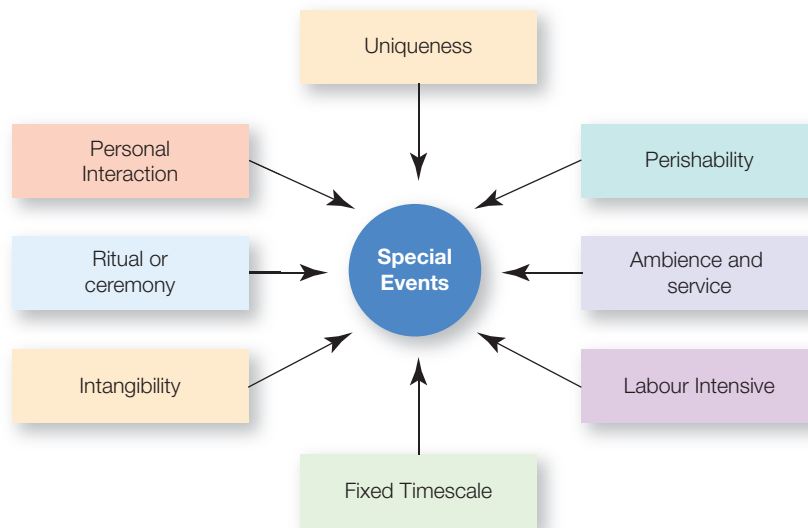 Uniqueness
Personal
Interaction
Perishability
Ritual or
ceremony
Special
Events
Ambience and
service
Intangibility
Labour Intensive
Fixed Timescale